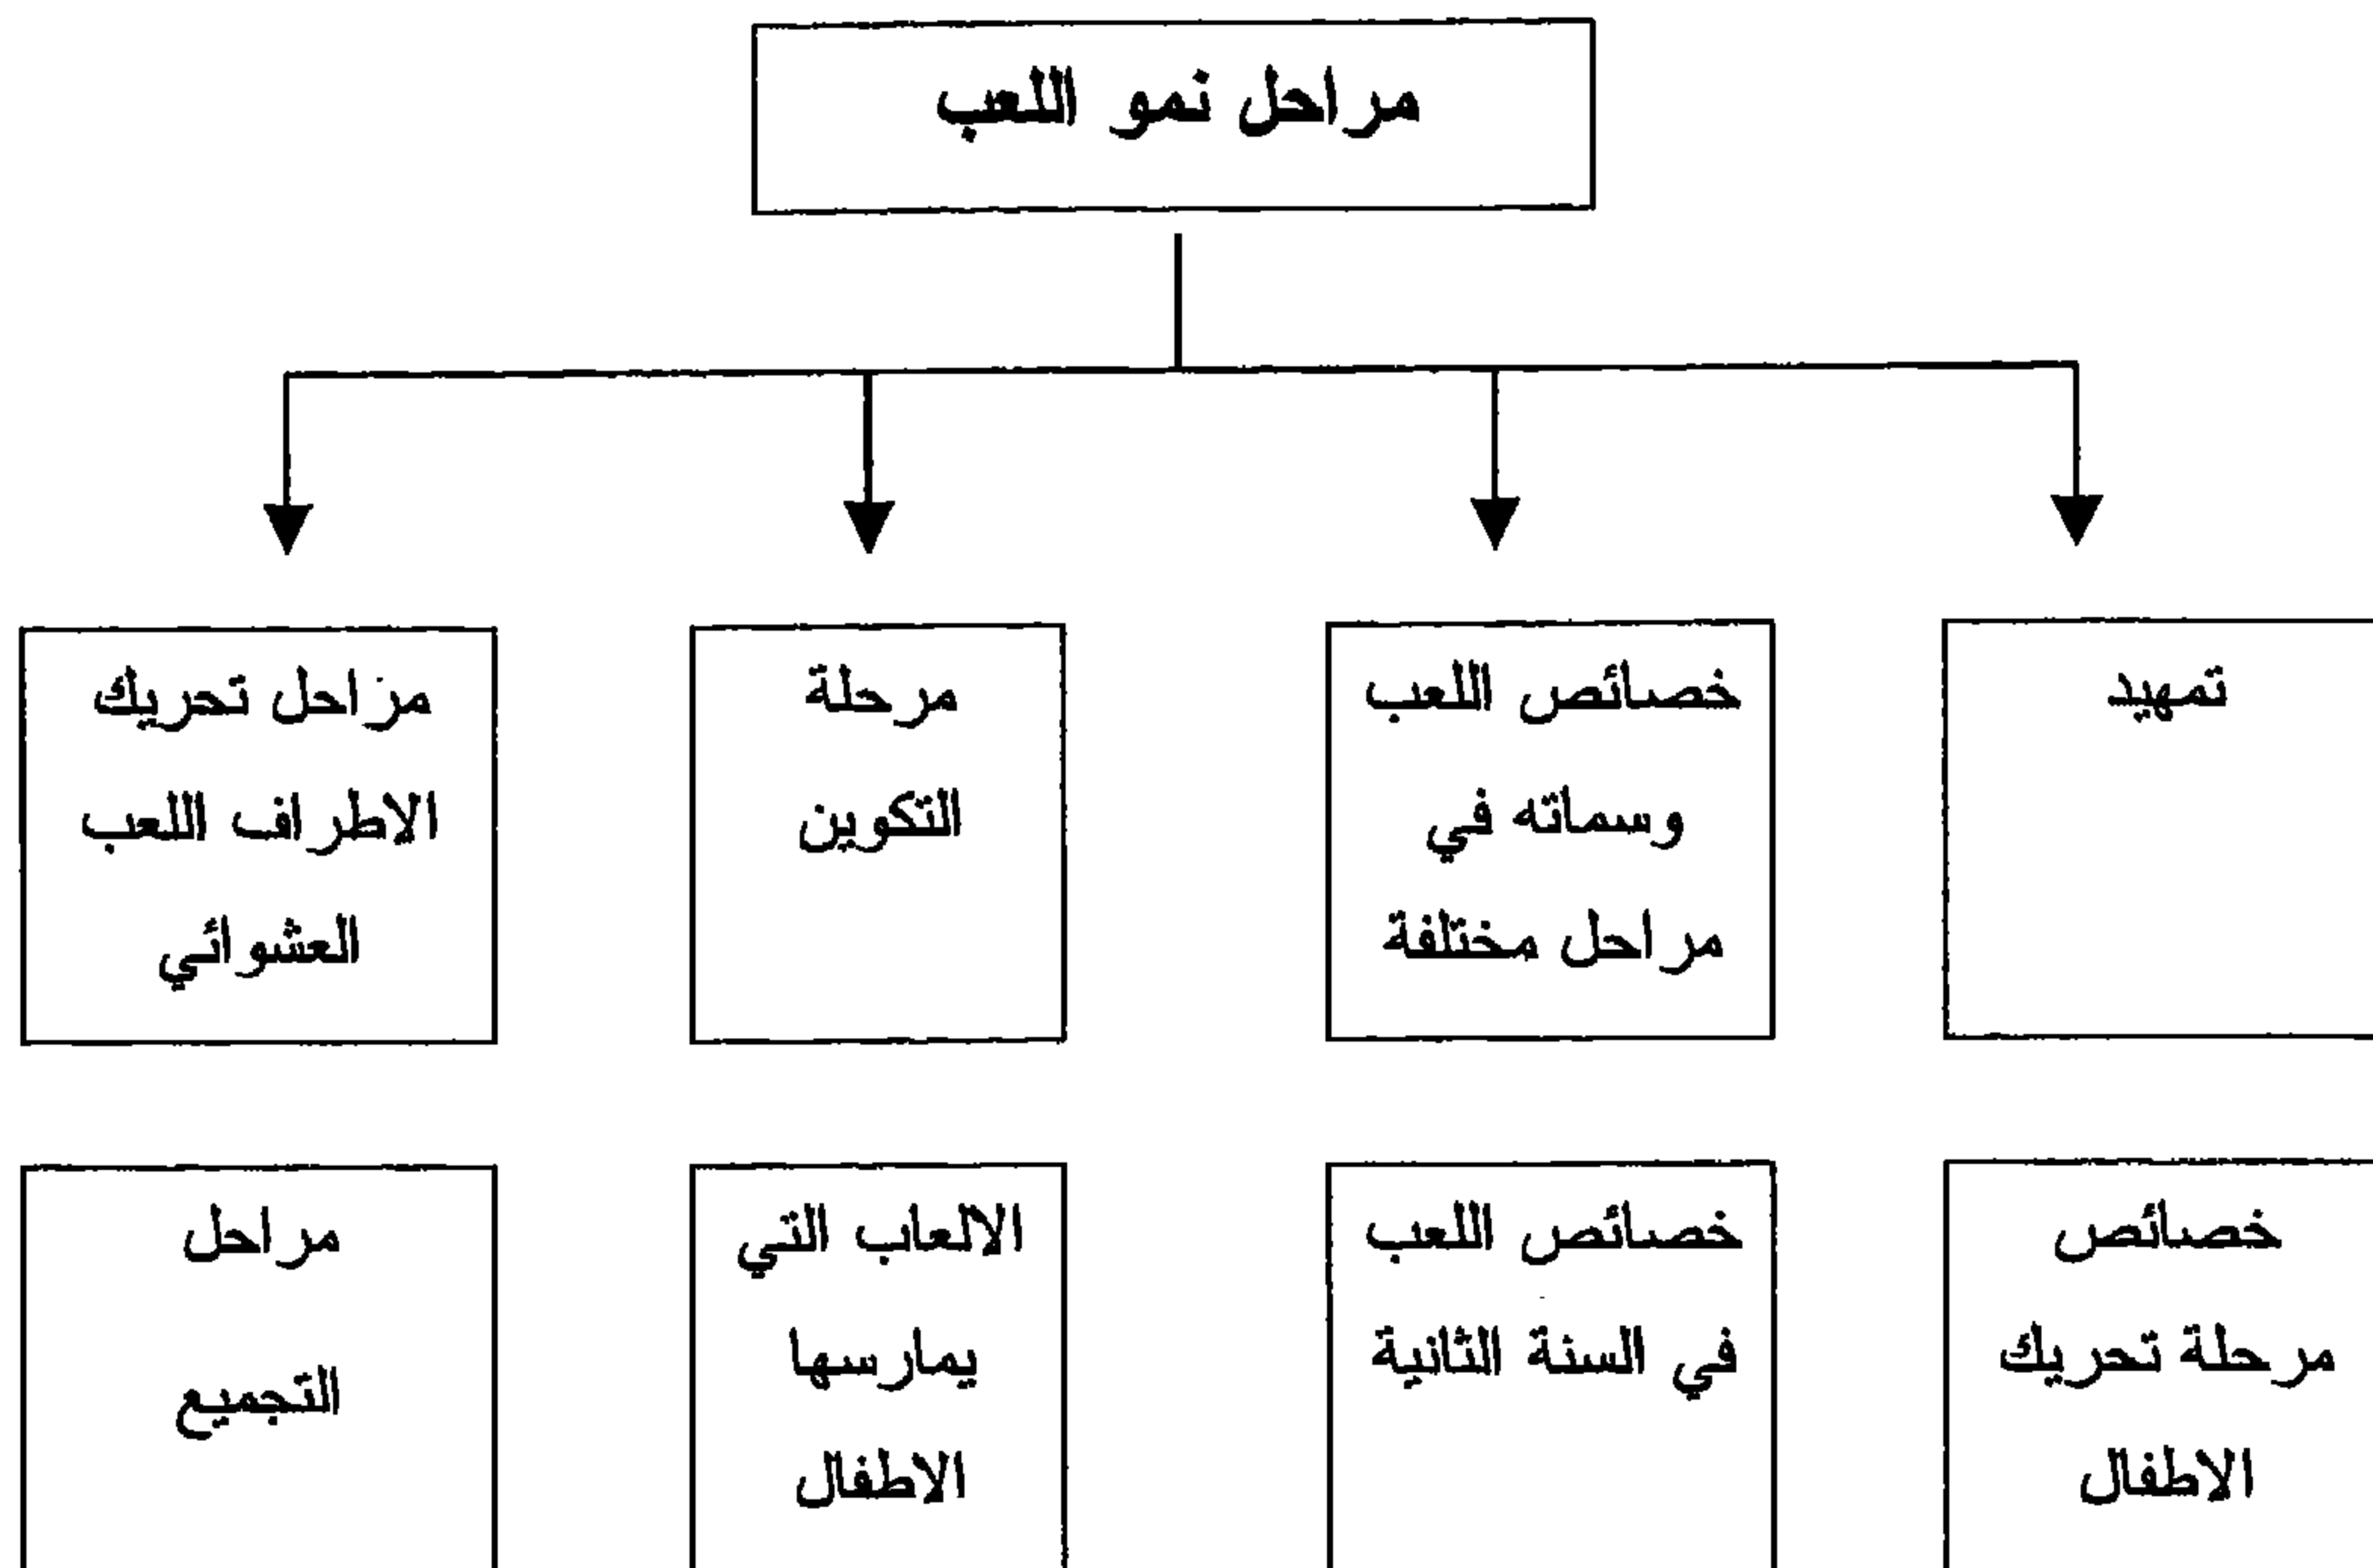 مراحل نمو اللعب
تمهيد
خصائص اللعب
وسماته في
مراحل مختلفة
مرحلة
التكوين
مراحل تحريك
الاطراف اللعب
العشوائي
خصائص
مرحلة تحريك
الاطفال
خصائص اللعب
في السنة الثانية
الالعاب التي
يمارسها
الاطفال
مراحل
التجميع